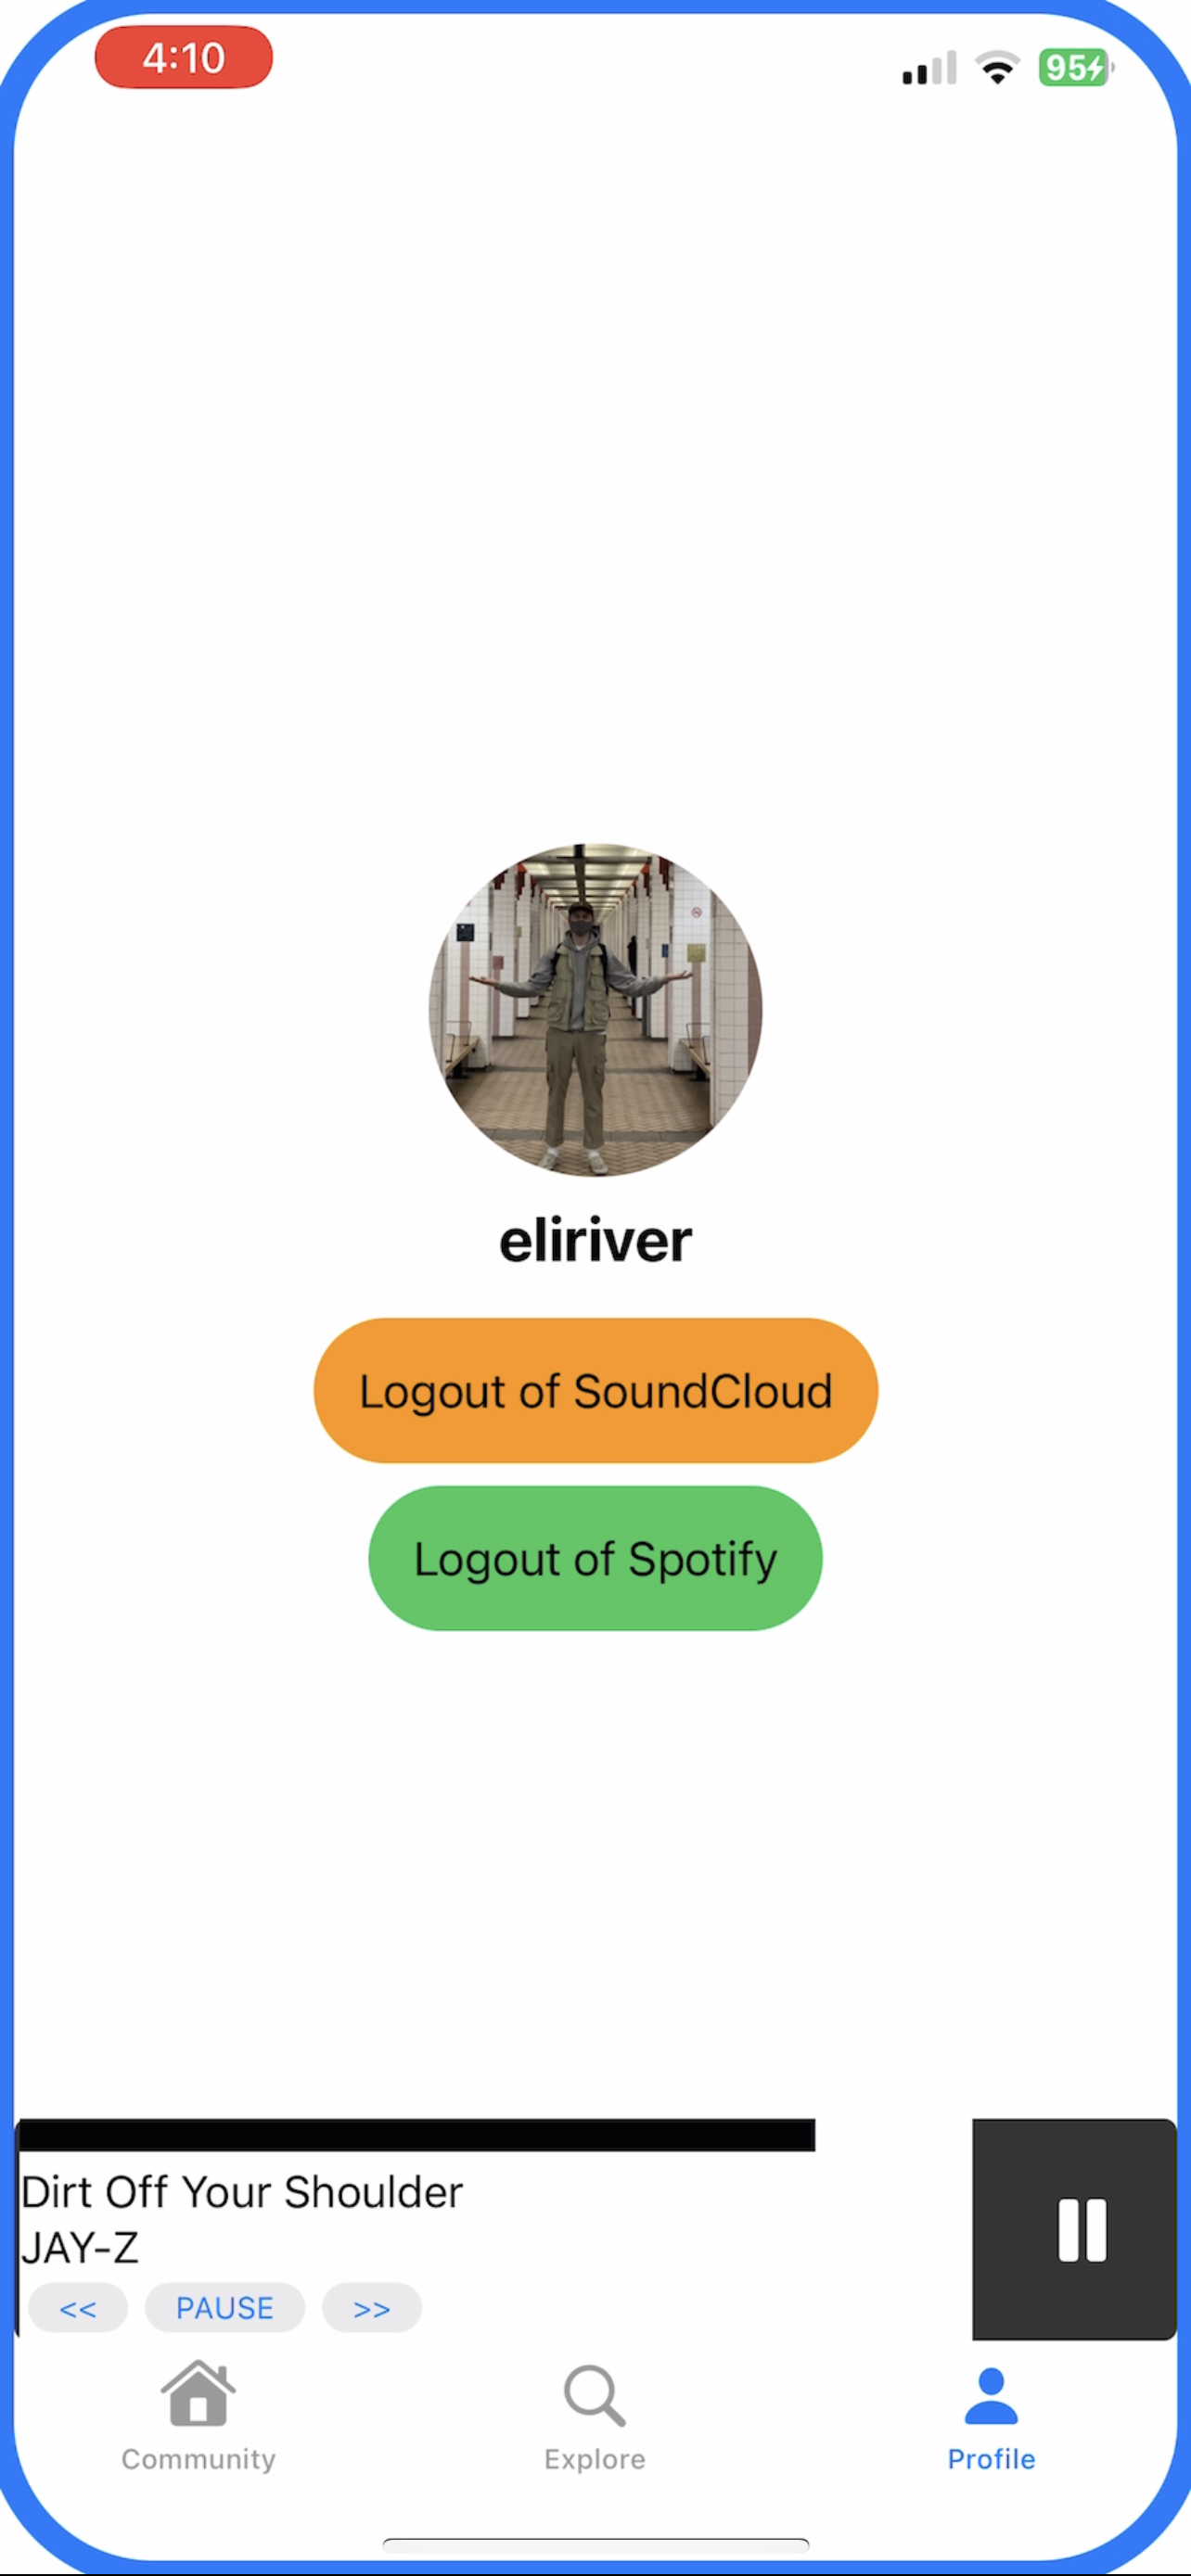 4:10
95
eliriver
Logout of SoundCloud
Logout of Spotify
Dirt Off Your Shoulder
JAY-Z
<< PAUSE >>
Community Explore Profile